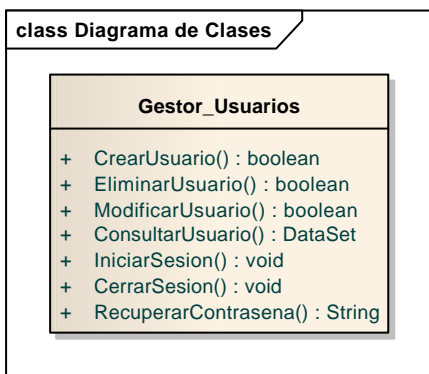 class Diagrama de Clases
Gestor_Usuarios
+ CrearUsuario() : boolean
+ EliminarUsuario() : boolean
+ ModificarUsuario() : boolean
+ ConsultarUsuario() : DataSet
+ IniciarSesion() : void
+ CerrarSesion() : void
+ RecuperarContrasena() : String